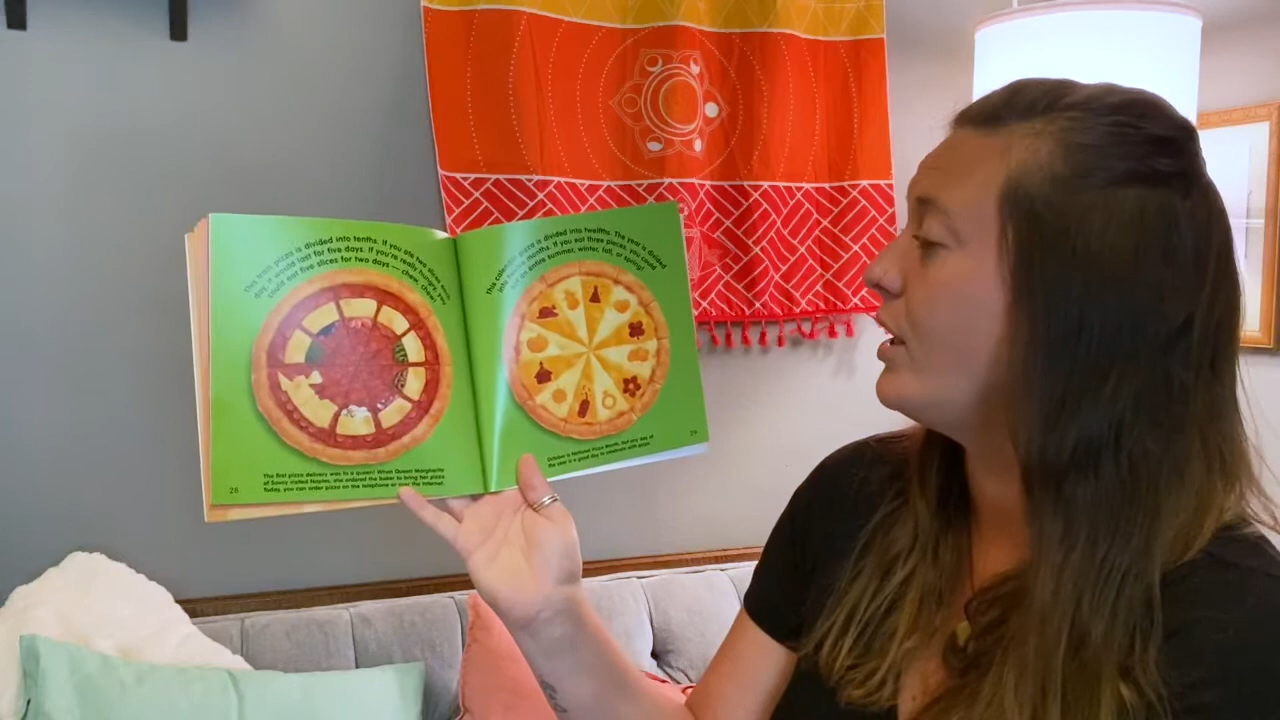 This train pizza is divided into tenths. If you ate two slices each
day, it would last for five days. If you're really hungry, you
could eat five slices for two days — chew, chew!
The first pizza delivery was to a queen! When Queen Margherita
of Savoy visited Naples, she ordered the baker to bring her pizza
Today, you can order pizza on the telephone or over the Internet.
28
This calendar pizza is divided into twelfths. The year is divided
into twelve months. If you eat three pieces, you could
eat an entire summer, winter, fall, or spring!
October is National Pizza Month, but any day of
the year is a good day to celebrate with pizza.
29